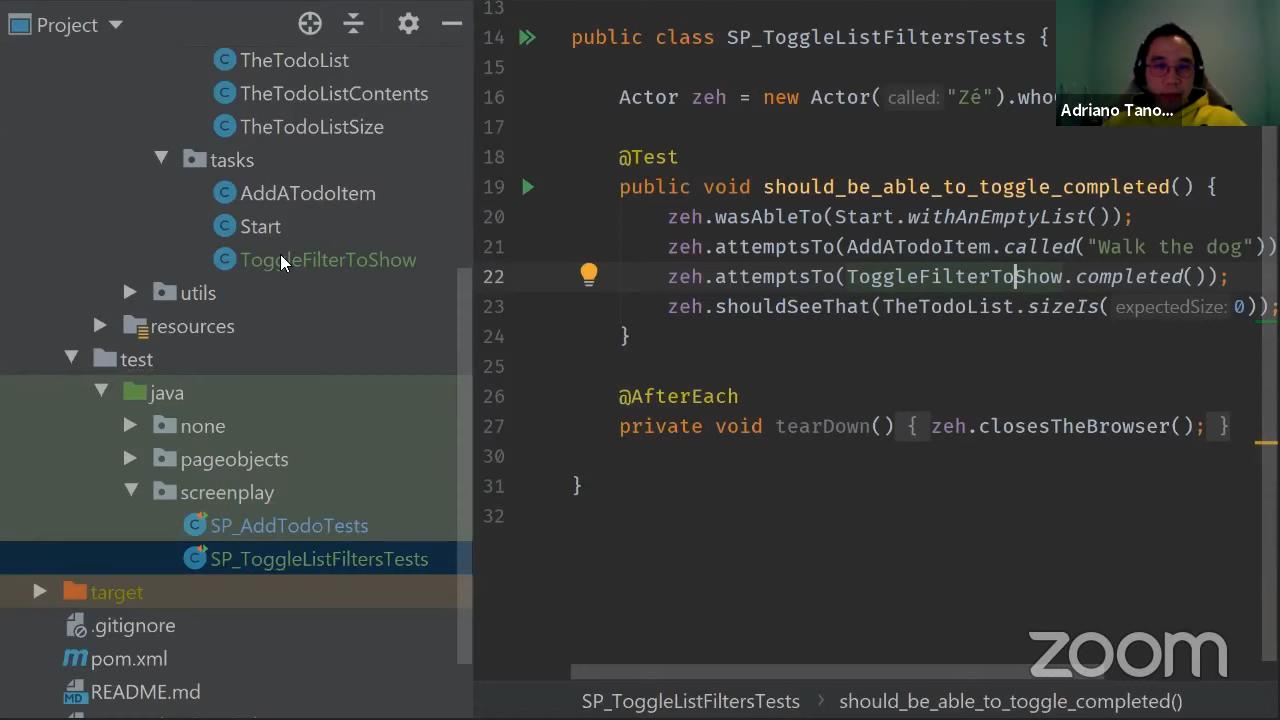 Project
TheTodoList
TheTodoListContents
TheTodoListSize
tasks
AddATodoItem
Start
ToggleFilterToShow
utils
resources
test
java
none
pageobjects
screenplay
SP_AddTodoTests
SP_ToggleListFiltersTests
target
.gitignore
pom.xml
README.md
13
14 public class SP_ToggleListFiltersTests {
15
16 Actor zeh = new Actor( called: "Zé").who
17
18 @Test
19 public void should_be_able_to_toggle_completed() {
20 zeh.wasAbleTo(Start.withAnEmptyList());
21 zeh.attemptsTo(AddATodoItem.called("Walk the dog"))
22 zeh.attemptsTo(ToggleFilterToShow.completed());
23 zeh.shouldSeeThat(TheTodoList.sizeIs( expectedSize: 0));
24 }
25
26 @AfterEach
27 private void tearDown() { zeh.closesTheBrowser(); }
30
31 }
32
SP_ToggleListFiltersTests › should_be_able_to_toggle_completed()
Adriano Tano...
zoom